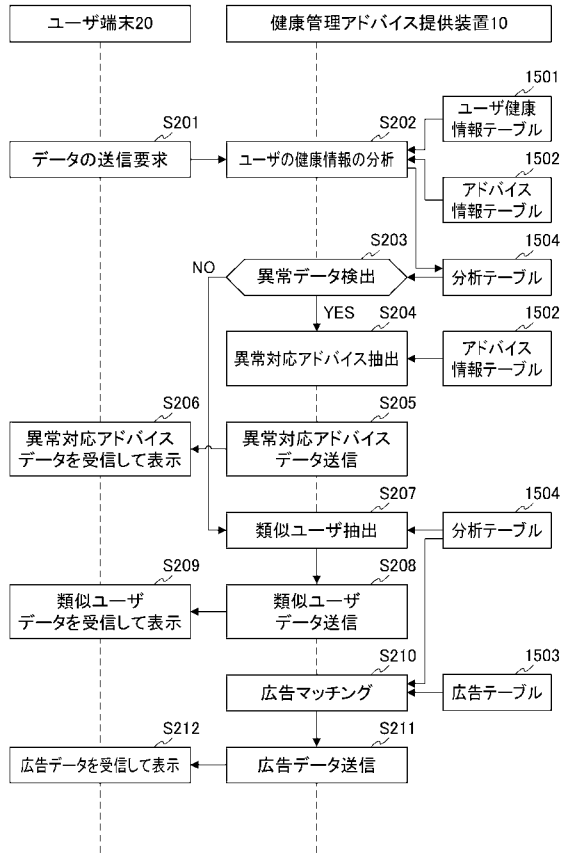 ユーザ端末20
健康管理アドバイス提供装置10
1501
ユーザ健康
情報テーブル
S201
データの送信要求
S202
ユーザの健康情報の分析
1502
アドバイス
情報テーブル
S203
異常データ検出
NO
YES
1504
分析テーブル
S204
異常対応アドバイス抽出
1502
アドバイス
情報テーブル
S206
異常対応アドバイス
データを受信して表示
S205
異常対応アドバイス
データ送信
S207
類似ユーザ抽出
1504
分析テーブル
S209
類似ユーザ
データを受信して表示
S208
類似ユーザ
データ送信
S210
広告マッチング
1503
広告テーブル
S212
広告データを受信して表示
S211
広告データ送信